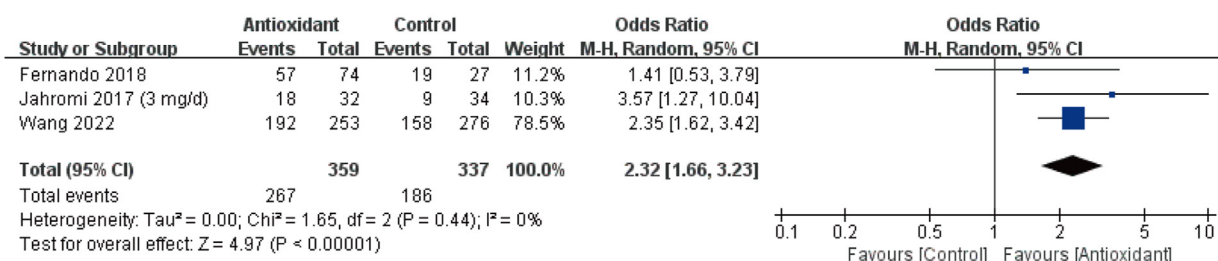 Antioxidant Control Odds Ratio Odds Ratio
Study or Subgroup Events Total Events Total Weight M-H, Random, 95% CI M-H, Random, 95% CI
Fernando 2018 57 74 19 27 11.2% 1.41 [0.53, 3.79]
Jahromi 2017 (3 mg/d) 18 32 9 34 10.3% 3.57 [1.27, 10.04]
Wang 2022 192 253 158 276 78.5% 2.35 [1.62, 3.42]
Total (95% CI) 359 337 100.0% 2.32 [1.66, 3.23]
Total events 267 186
Heterogeneity: Tau² = 0.00; Chi² = 1.65, df = 2 (P = 0.44); I² = 0%
Test for overall effect: Z = 4.97 (P < 0.00001)
0.1 0.2 0.5 1 2 5 10
Favours [Control] Favours [Antioxidant]